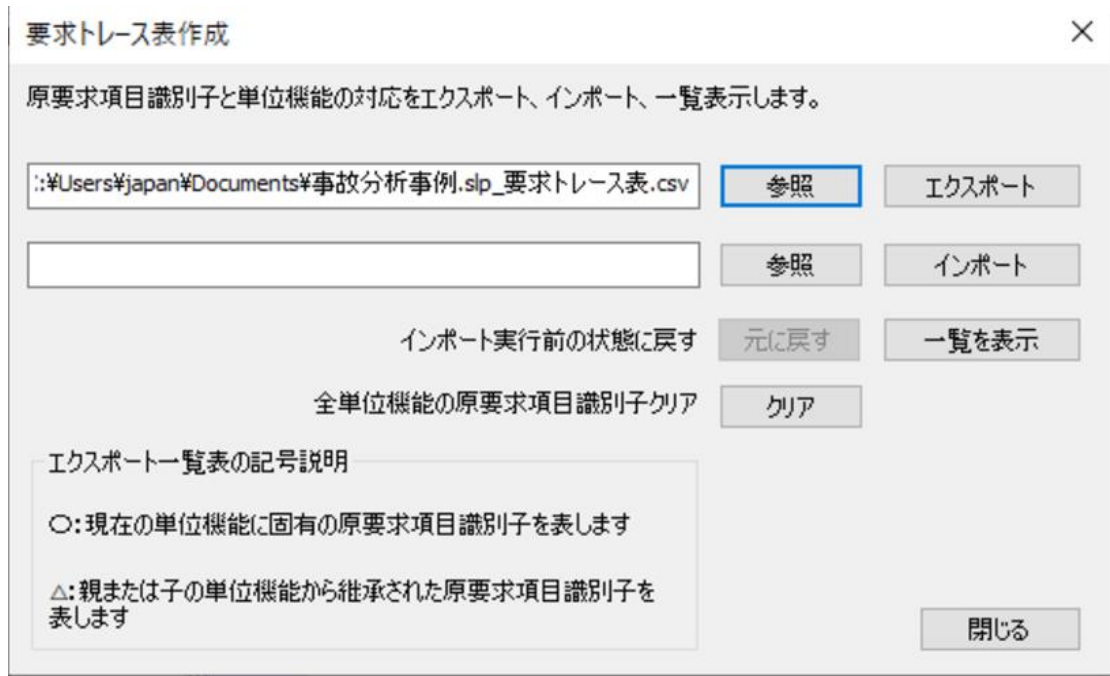 要求トレース表作成
原要求項目識別子と単位機能の対応をエクスポート、インポート、一覧表示します。
:¥Users¥japan¥Documents¥事故分析事例.slp_要求トレース表.csv 参照 エクスポート
参照 インポート
インポート実行前の状態に戻す 元に戻す 一覧を表示
全単位機能の原要求項目識別子クリア クリア
エクスポート一覧表の記号説明
○:現在の単位機能に固有の原要求項目識別子を表します
△:親または子の単位機能から継承された原要求項目識別子を
表します
閉じる